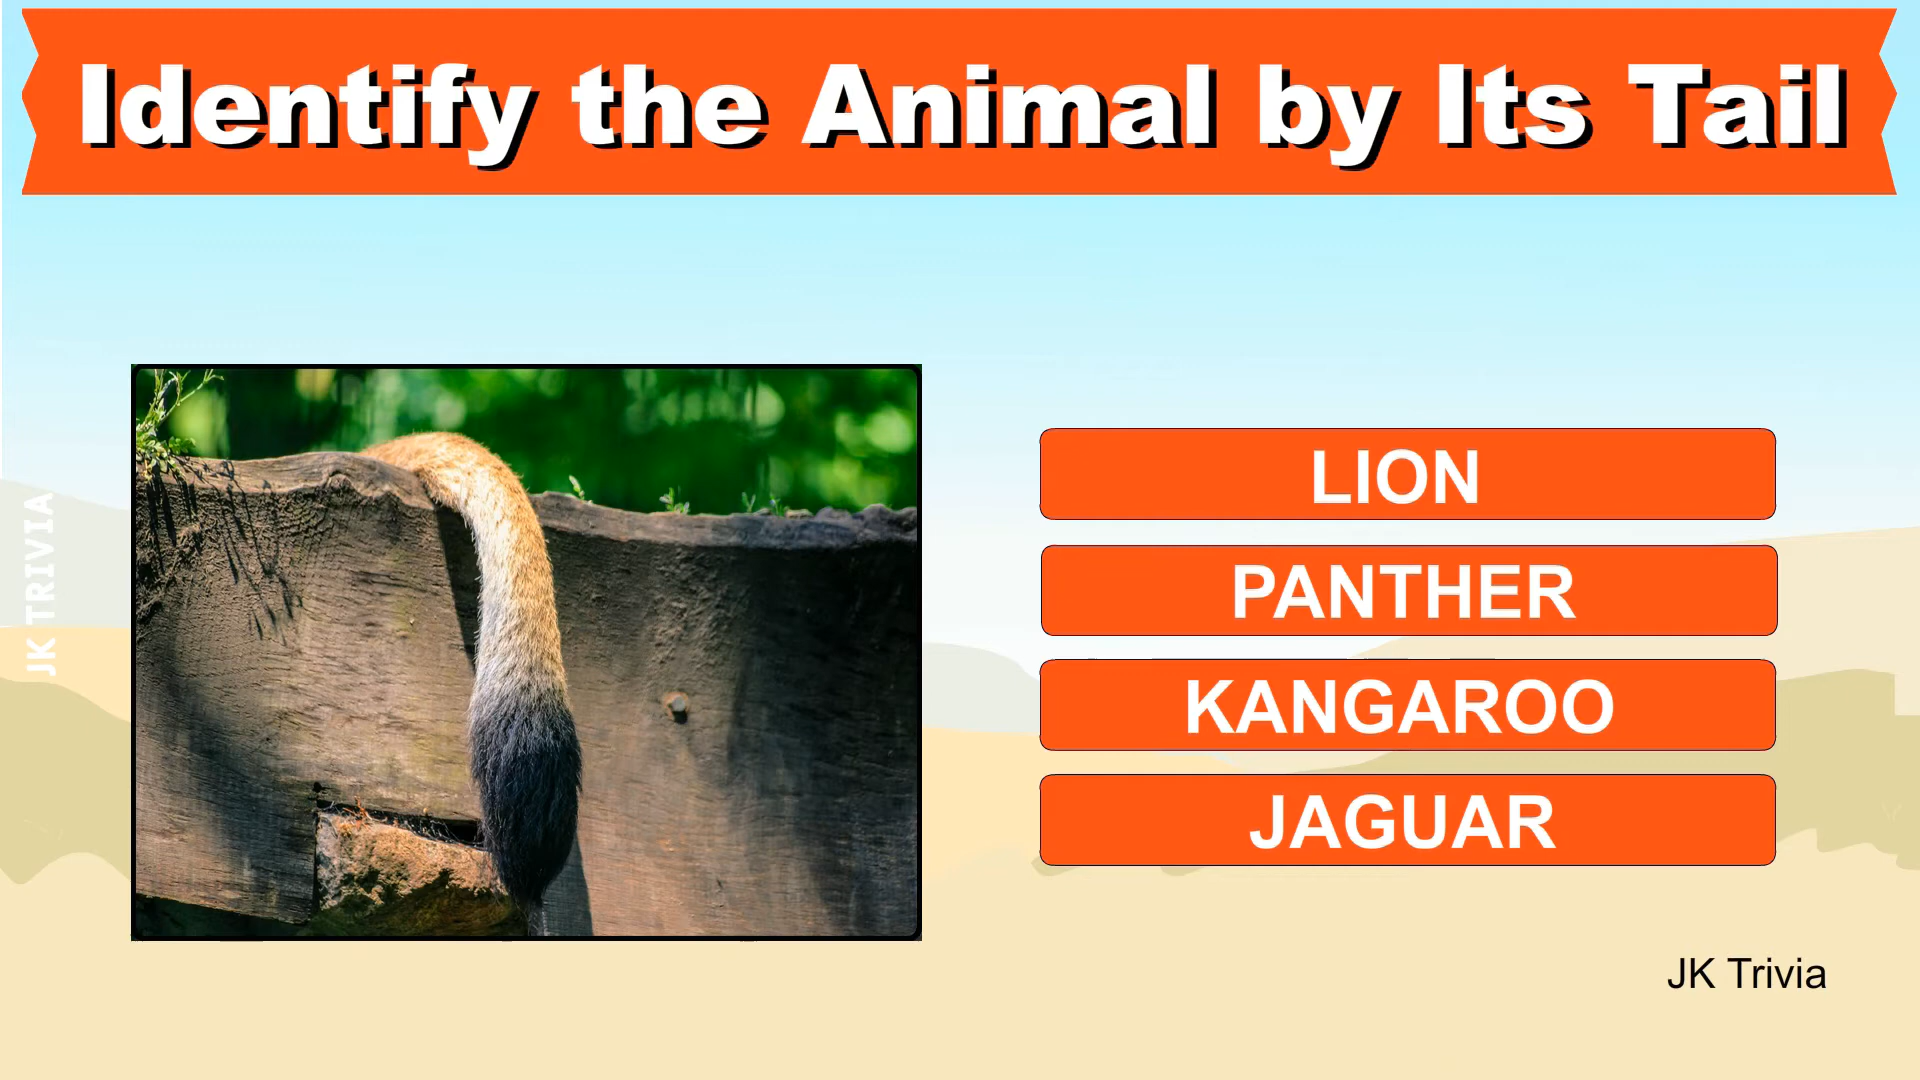 Identify the Animal by Its Tail
JK TRIVIA
LION
PANTHER
KANGAROO
JAGUAR
JK Trivia